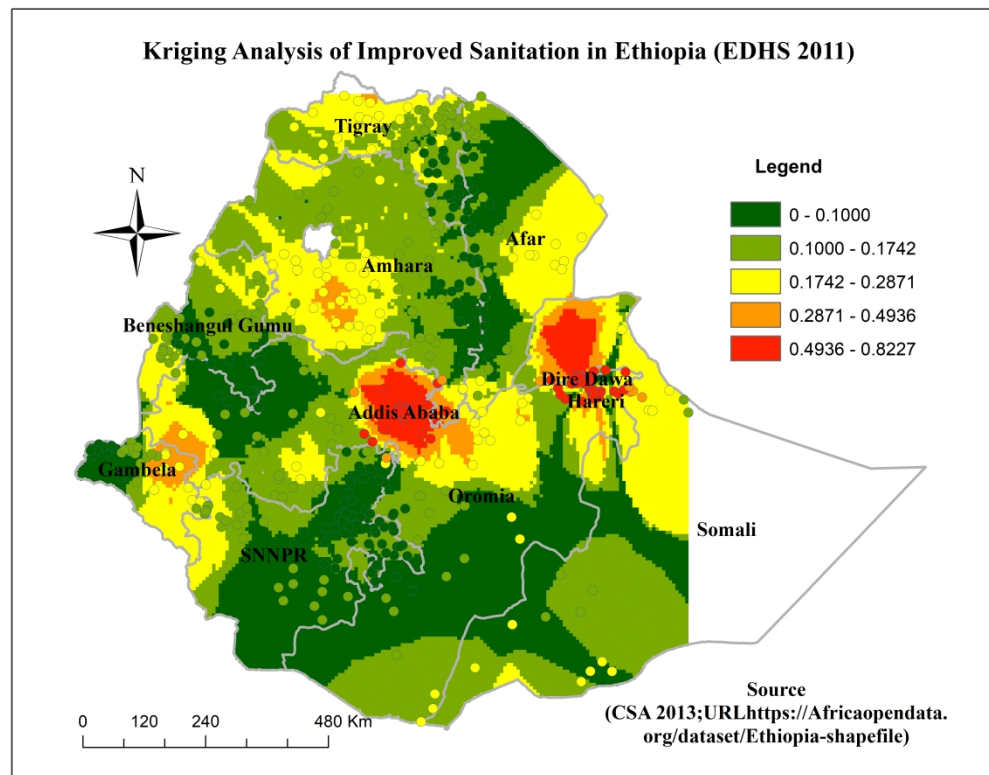 Kriging Analysis of Improved Sanitation in Ethiopia (EDHS 2011)
Tigray
N
Legend
0 - 0.1000
0.1000 - 0.1742
0.1742 - 0.2871
0.2871 - 0.4936
0.4936 - 0.8227
Afar
Amhara
Beneshangul Gumu
Dire Dawa
Hareri
Addis Ababa
Gambela
Oromia
Somali
SNNPR
Source
(CSA 2013;URLhttps://Africaopendata.
org/dataset/Ethiopia-shapefile)
0 120 240 480 Km